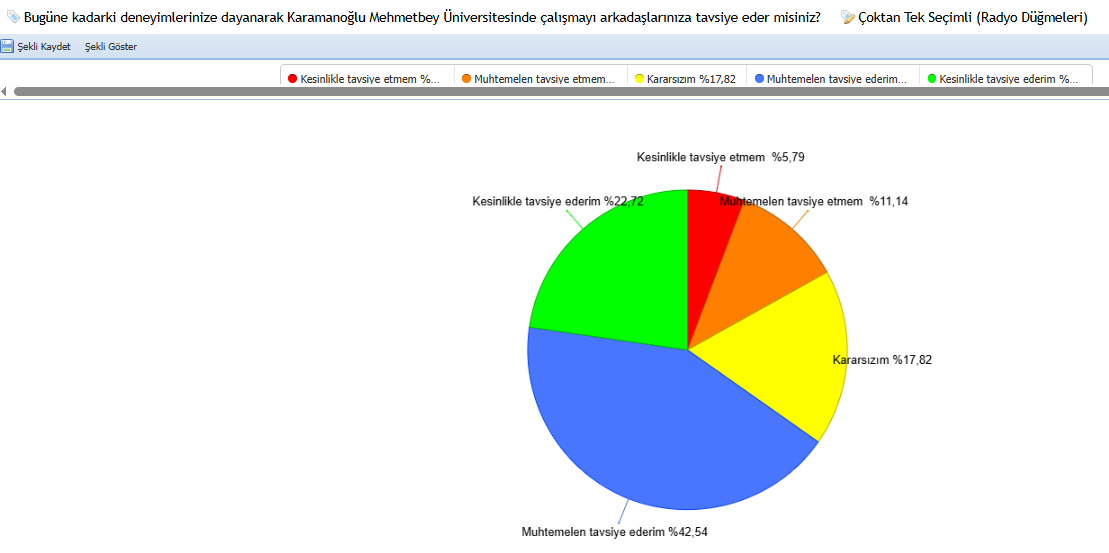 Bugüne kadarki deneyimlerinize dayanarak Karamanoğlu Mehmetbey Üniversitesinde çalışmayı arkadaşlarınıza tavsiye eder misiniz? Çoktan Tek Seçimli (Radyo Düğmeleri)
Şekli Kaydet Şekli Göster
Kesinlikle tavsiye etmem %... Muhtemelen tavsiye etmem... Kararsızım %17,82 Muhtemelen tavsiye ederim... Kesinlikle tavsiye ederim %...
Kesinlikle tavsiye etmem %5,79
Kesinlikle tavsiye ederim %22,72
Muhtemelen tavsiye etmem %11,14
Kararsızım %17,82
Muhtemelen tavsiye ederim %42,54